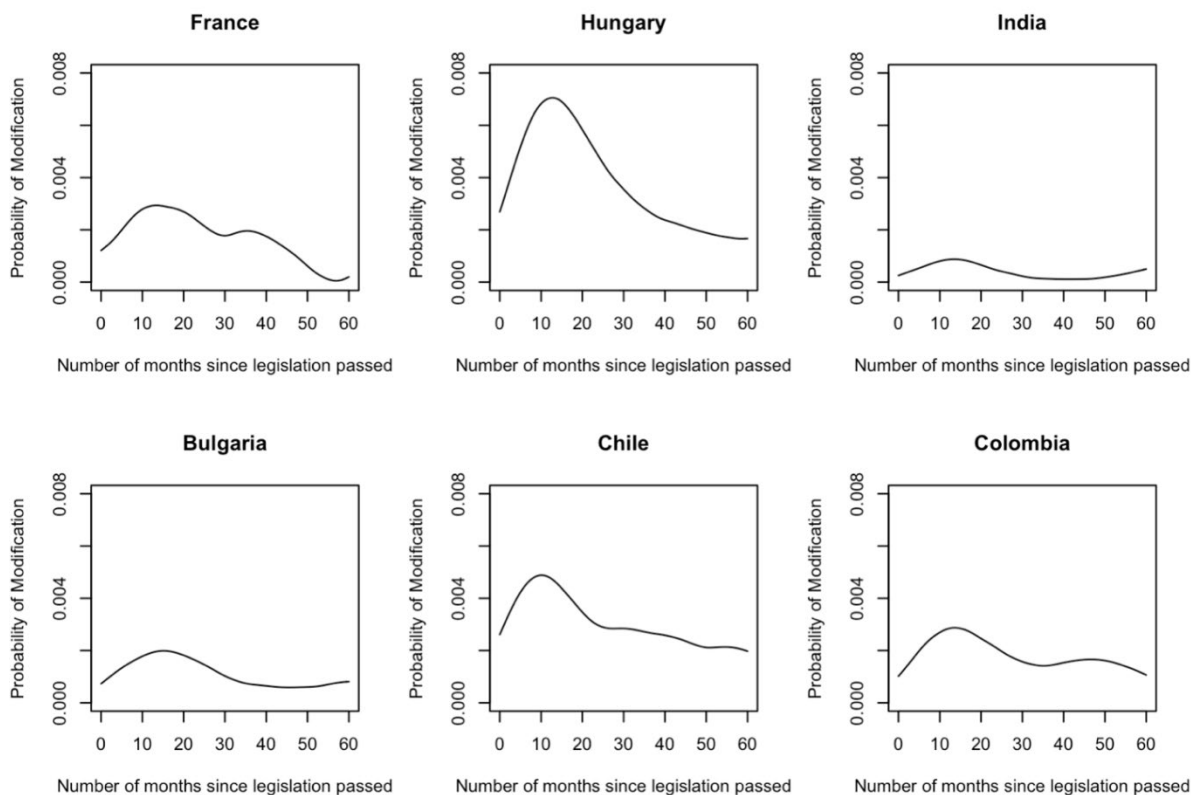 France
Hungary
India
Probability of Modification
0.000 0.004 0.008
0 10 20 30 40 50 60
Number of months since legislation passed
Probability of Modification
0.000 0.004 0.008
0 10 20 30 40 50 60
Number of months since legislation passed
Probability of Modification
0.000 0.004 0.008
0 10 20 30 40 50 60
Number of months since legislation passed
Bulgaria
Chile
Colombia
Probability of Modification
0.000 0.004 0.008
0 10 20 30 40 50 60
Number of months since legislation passed
Probability of Modification
0.000 0.004 0.008
0 10 20 30 40 50 60
Number of months since legislation passed
Probability of Modification
0.000 0.004 0.008
0 10 20 30 40 50 60
Number of months since legislation passed